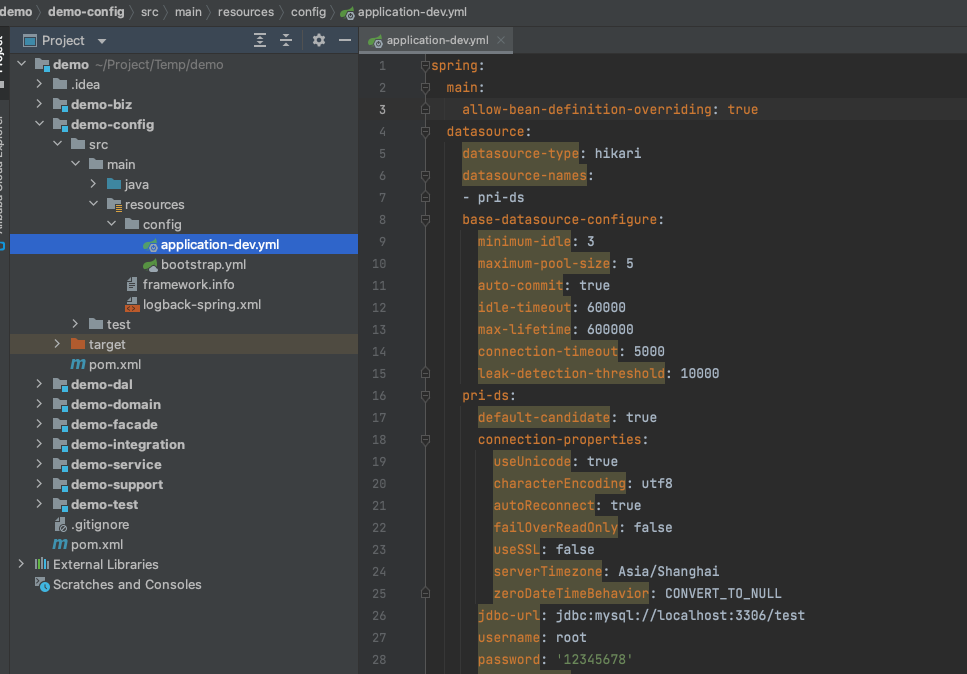 demo
demo-config
src
main
resources
config
application-dev.yml
Project
application-dev.yml
demo ~/Project/Temp/demo
.idea
demo-biz
demo-config
src
main
java
resources
config
application-dev.yml
bootstrap.yml
framework.info
logback-spring.xml
test
target
pom.xml
demo-dal
demo-domain
demo-facade
demo-integration
demo-service
demo-support
demo-test
.gitignore
pom.xml
External Libraries
Scratches and Consoles
1 spring:
2 main:
3 allow-bean-definition-overriding: true
4 datasource:
5 datasource-type: hikari
6 datasource-names:
7 - pri-ds
8 base-datasource-configure:
9 minimum-idle: 3
10 maximum-pool-size: 5
11 auto-commit: true
12 idle-timeout: 60000
13 max-lifetime: 600000
14 connection-timeout: 5000
15 leak-detection-threshold: 10000
16 pri-ds:
17 default-candidate: true
18 connection-properties:
19 useUnicode: true
20 characterEncoding: utf8
21 autoReconnect: true
22 failOverReadOnly: false
23 useSSL: false
24 serverTimezone: Asia/Shanghai
25 zeroDateTimeBehavior: CONVERT_TO_NULL
26 jdbc-url: jdbc:mysql://localhost:3306/test
27 username: root
28 password: '12345678'